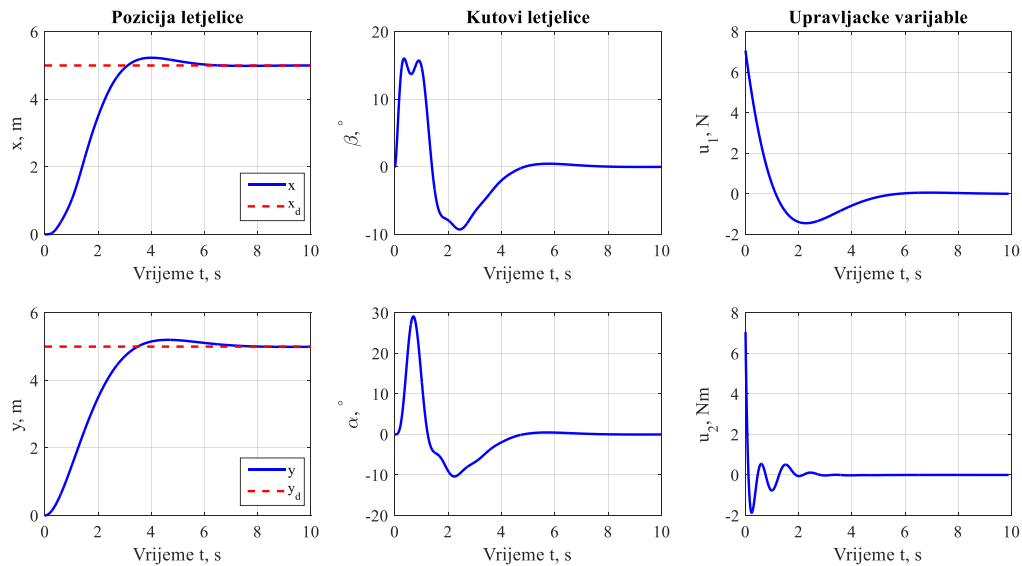 Pozicija letjelice
6
4
2
0
x, m
0 2 4 6 8 10
Vrijeme t, s
x
x_d
Kutovi letjelice
20
10
0
-10
β, °
0 2 4 6 8 10
Vrijeme t, s
Upravljacke varijable
8
6
4
2
0
-2
u_1, N
0 2 4 6 8 10
Vrijeme t, s
6
4
2
0
y, m
0 2 4 6 8 10
Vrijeme t, s
y
y_d
30
20
10
0
-10
-20
α, °
0 2 4 6 8 10
Vrijeme t, s
8
6
4
2
0
-2
u_2, Nm
0 2 4 6 8 10
Vrijeme t, s